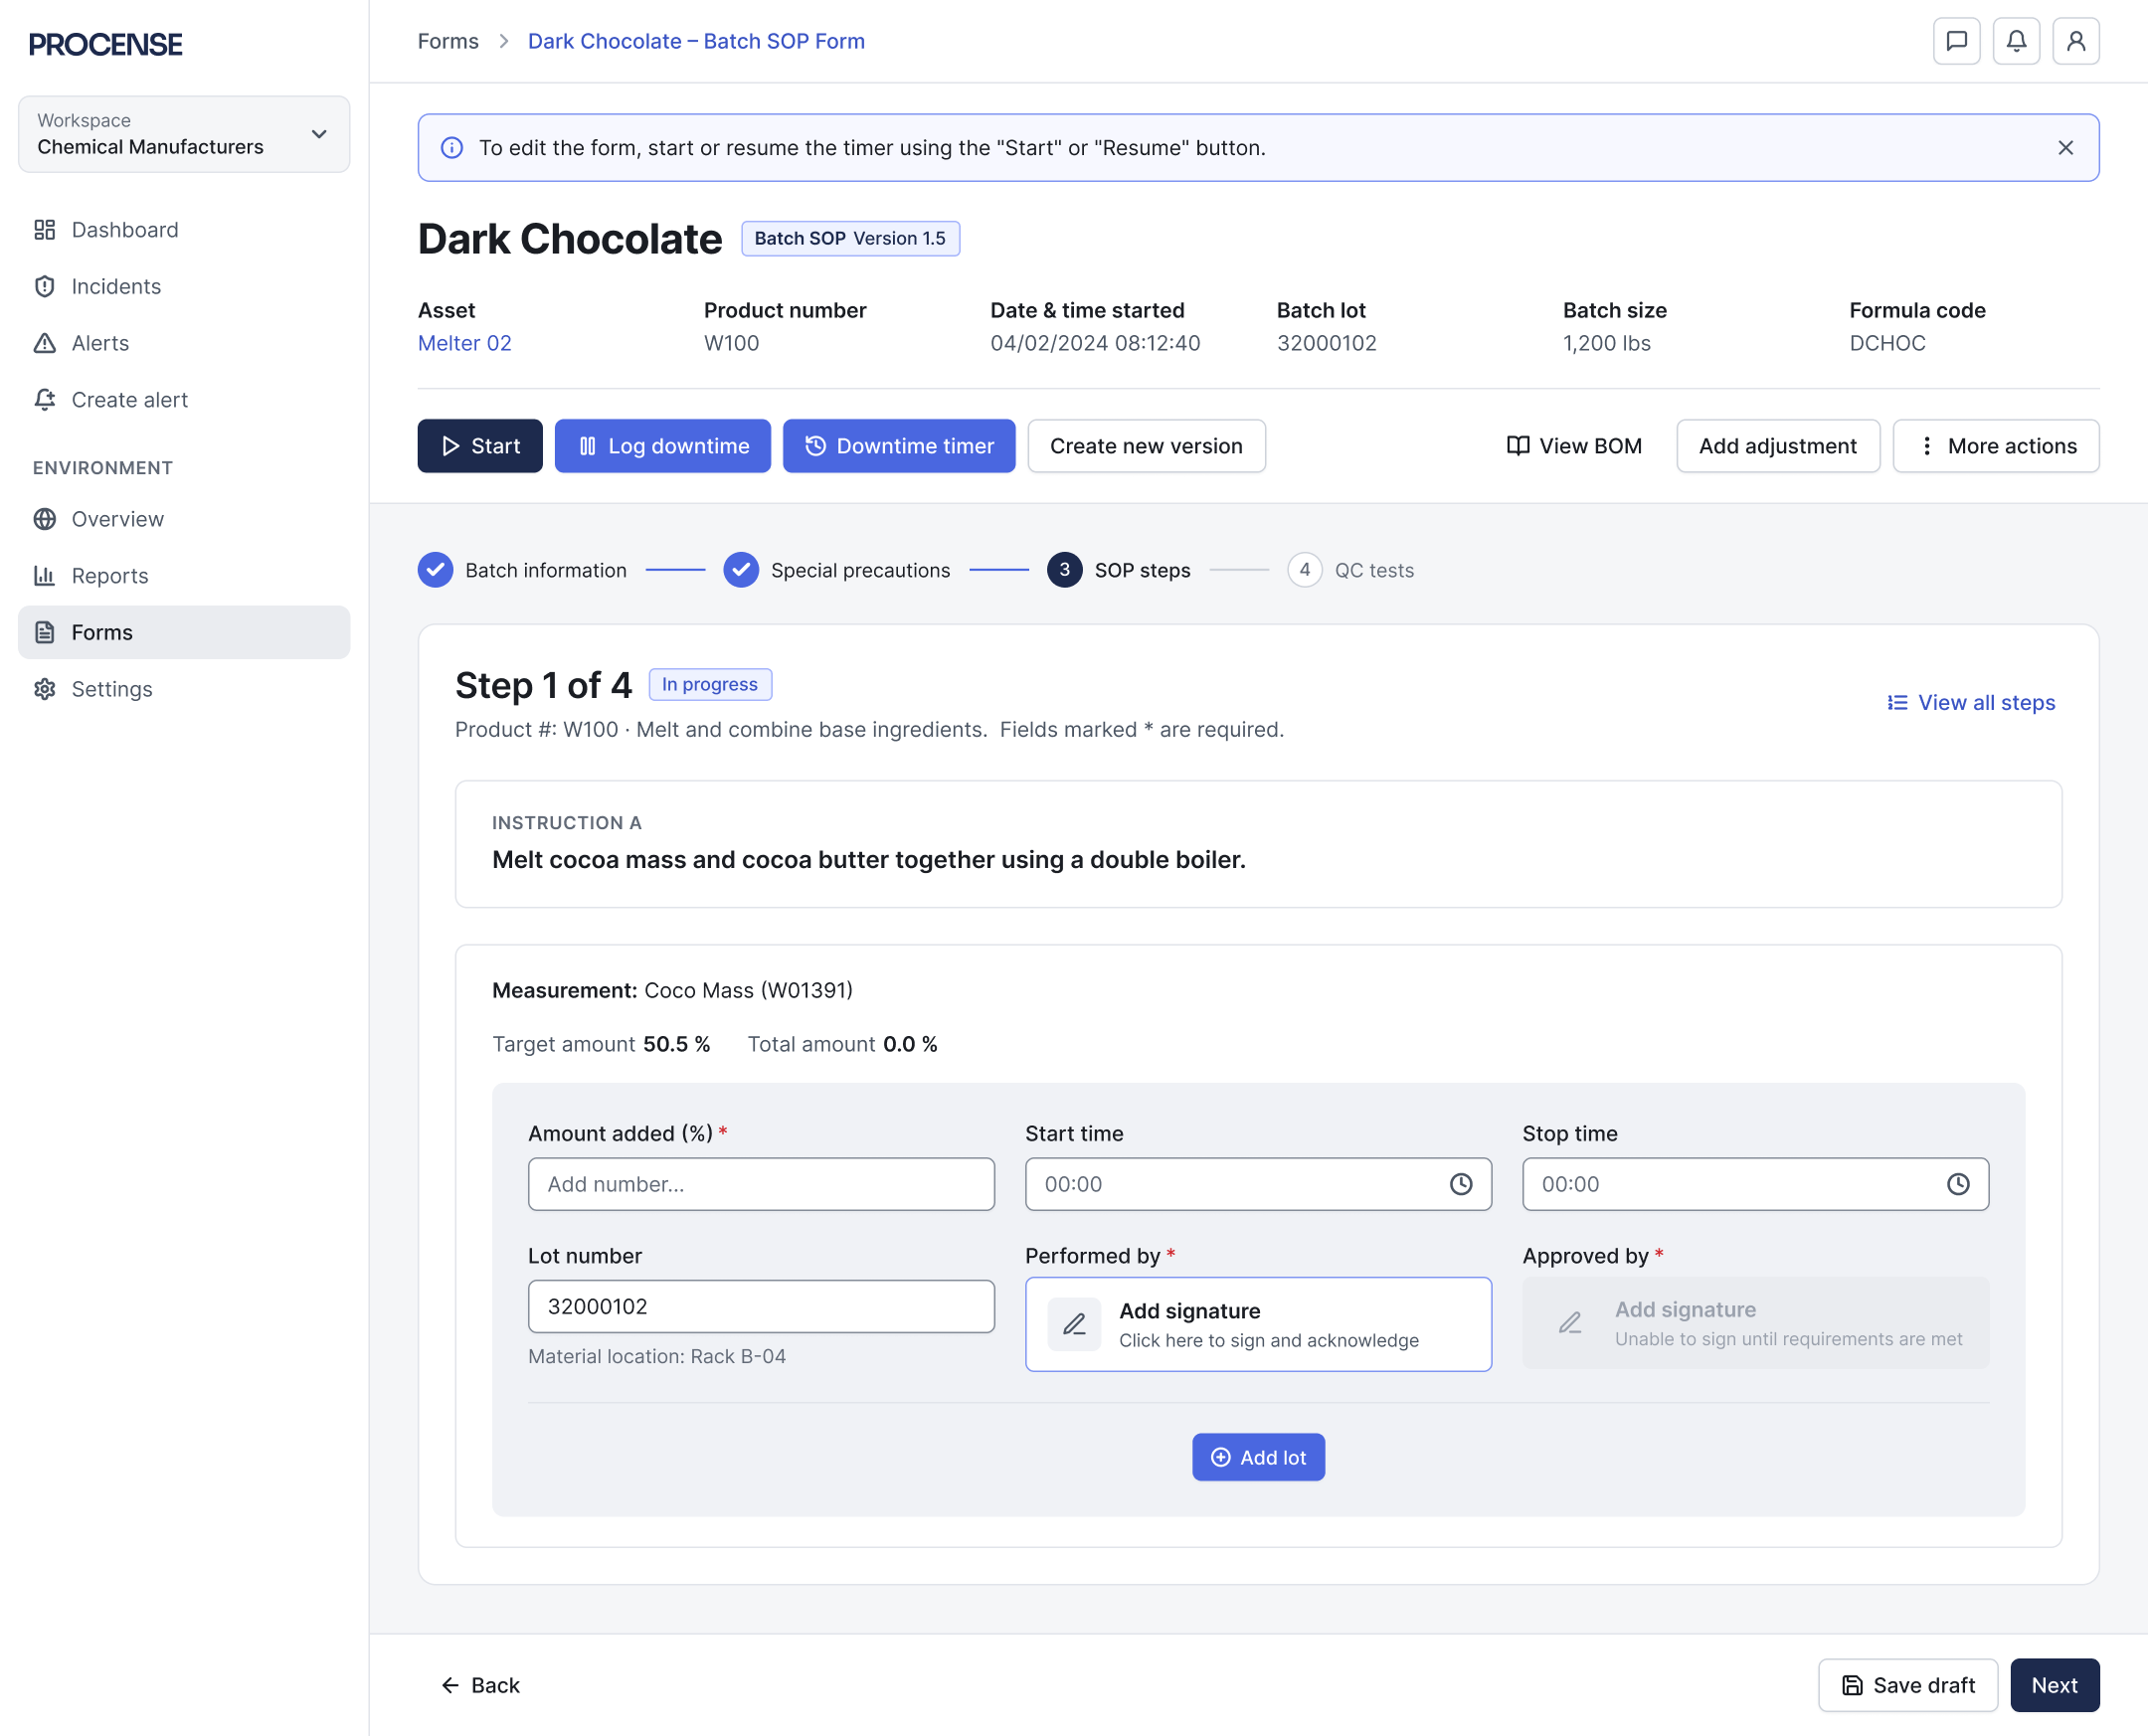 PROCENSE
Workspace
Chemical Manufacturers
Dashboard
Incidents
Alerts
Create alert
ENVIRONMENT
Overview
Reports
Forms
Settings
Forms
Dark Chocolate – Batch SOP Form
To edit the form, start or resume the timer using the "Start" or "Resume" button.
Dark Chocolate
Batch SOP Version 1.5
Asset
Melter 02
Product number
W100
Date & time started
04/02/2024 08:12:40
Batch lot
32000102
Batch size
1,200 lbs
Formula code
DCHOC
Start
Log downtime
Downtime timer
Create new version
View BOM
Add adjustment
More actions
Batch information
Special precautions
3 SOP steps
4 QC tests
Step 1 of 4
In progress
View all steps
Product #: W100 · Melt and combine base ingredients. Fields marked * are required.
INSTRUCTION A
Melt cocoa mass and cocoa butter together using a double boiler.
Measurement: Coco Mass (W01391)
Target amount 50.5 % Total amount 0.0 %
Amount added (%) *
Add number...
Start time
00:00
Stop time
00:00
Lot number
32000102
Material location: Rack B-04
Performed by *
Add signature
Click here to sign and acknowledge
Approved by *
Add signature
Unable to sign until requirements are met
Add lot
Back
Save draft
Next